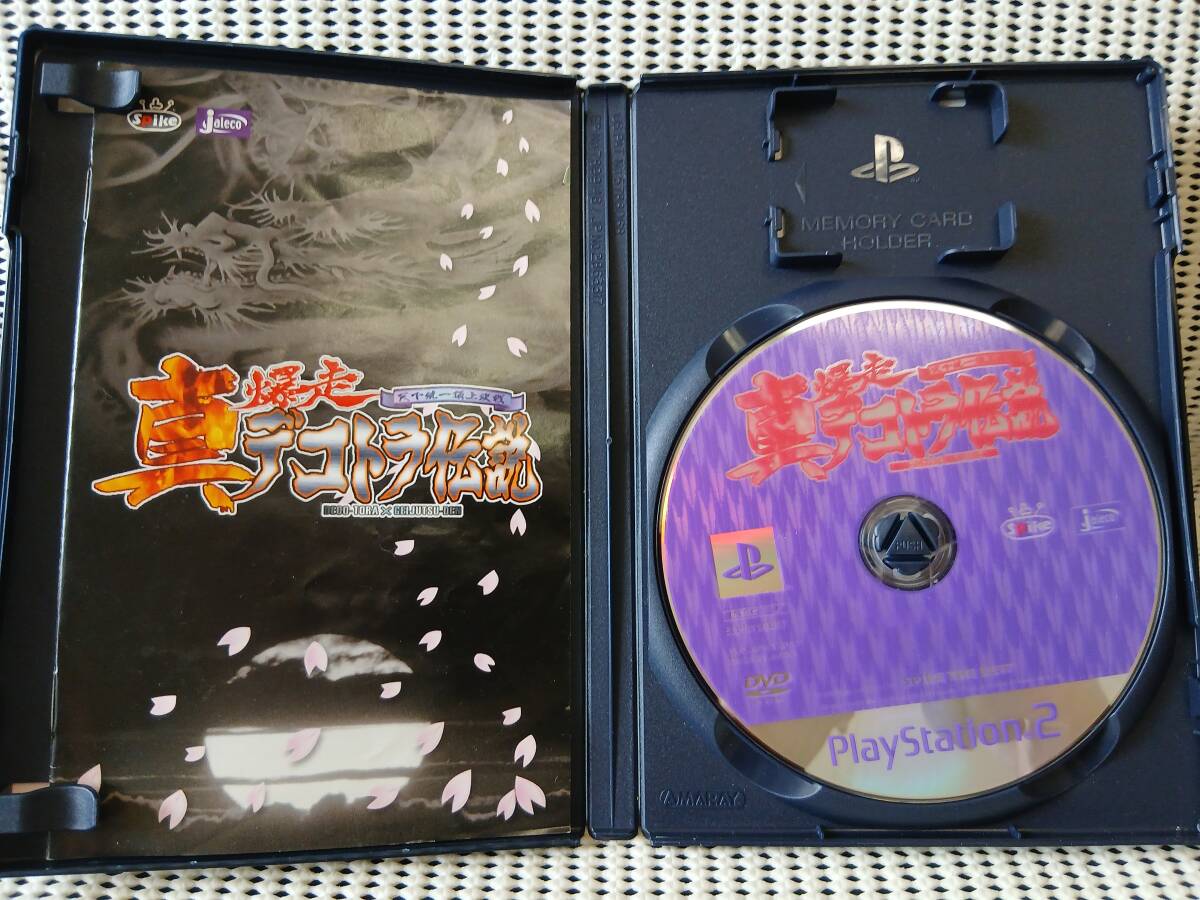 Spike
jaleco
真
爆走
天下統一頂上決戦
デコトラ伝説
DECO-TORA X GEIJUTSU-DEN
MEMORY CARD
HOLDER
真
爆走
デコトラ伝説
Spike
jaleco
PUSH
DVD
PlayStation 2
AMARAY